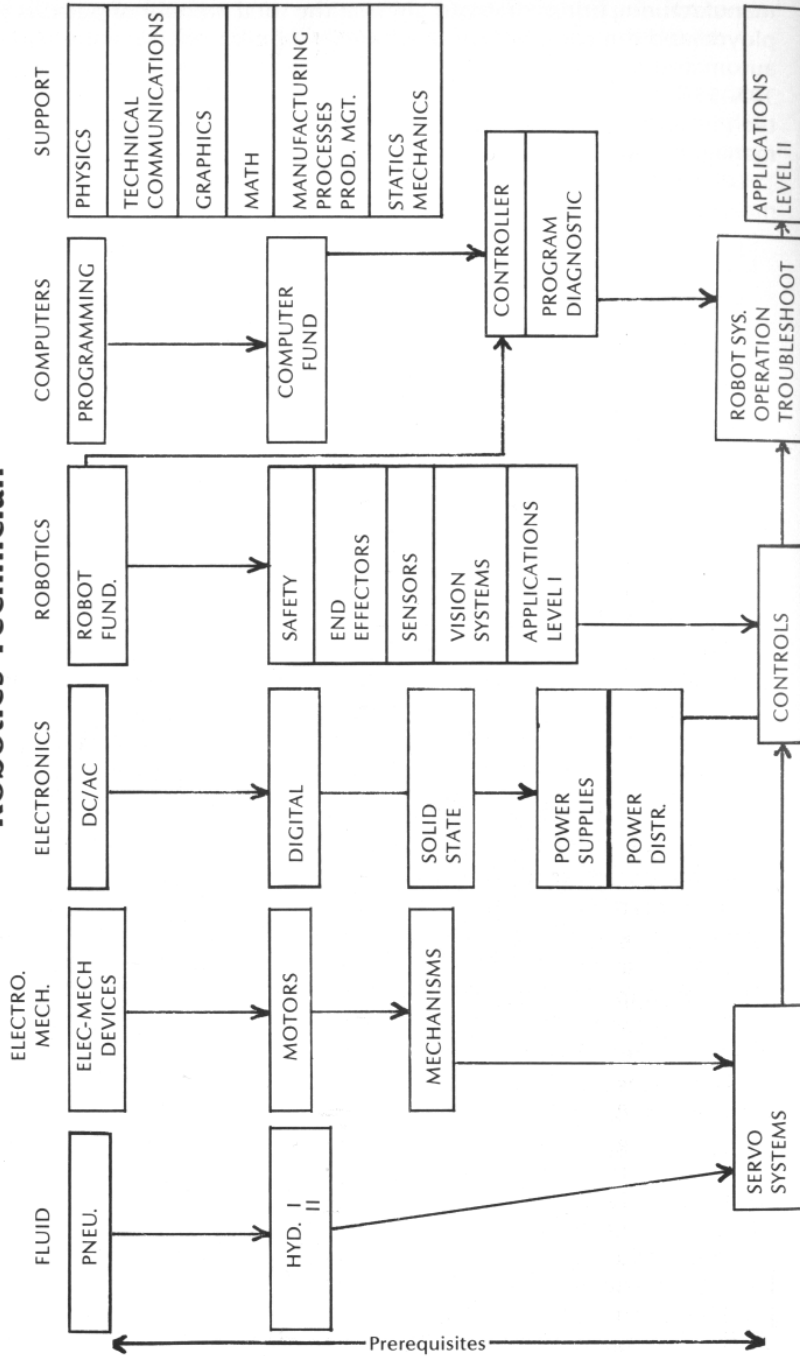 Robotics Technician
FLUID
ELECTRO.
MECH.
ELECTRONICS
ROBOTICS
COMPUTERS
SUPPORT
PNEU.
ELEC-MECH
DEVICES
DC/AC
ROBOT
FUND.
PROGRAMMING
PHYSICS
TECHNICAL
COMMUNICATIONS
GRAPHICS
MATH
MANUFACTURING
PROCESSES
PROD. MGT.
STATICS
MECHANICS
HYD. I
II
MOTORS
DIGITAL
SAFETY
END
EFFECTORS
SENSORS
VISION
SYSTEMS
APPLICATIONS
LEVEL I
COMPUTER
FUND
MECHANISMS
SOLID
STATE
CONTROLLER
PROGRAM
DIAGNOSTIC
POWER
SUPPLIES
POWER
DISTR.
SERVO
SYSTEMS
CONTROLS
ROBOT SYS.
OPERATION
TROUBLESHOOT
APPLICATIONS
LEVEL II
Prerequisites